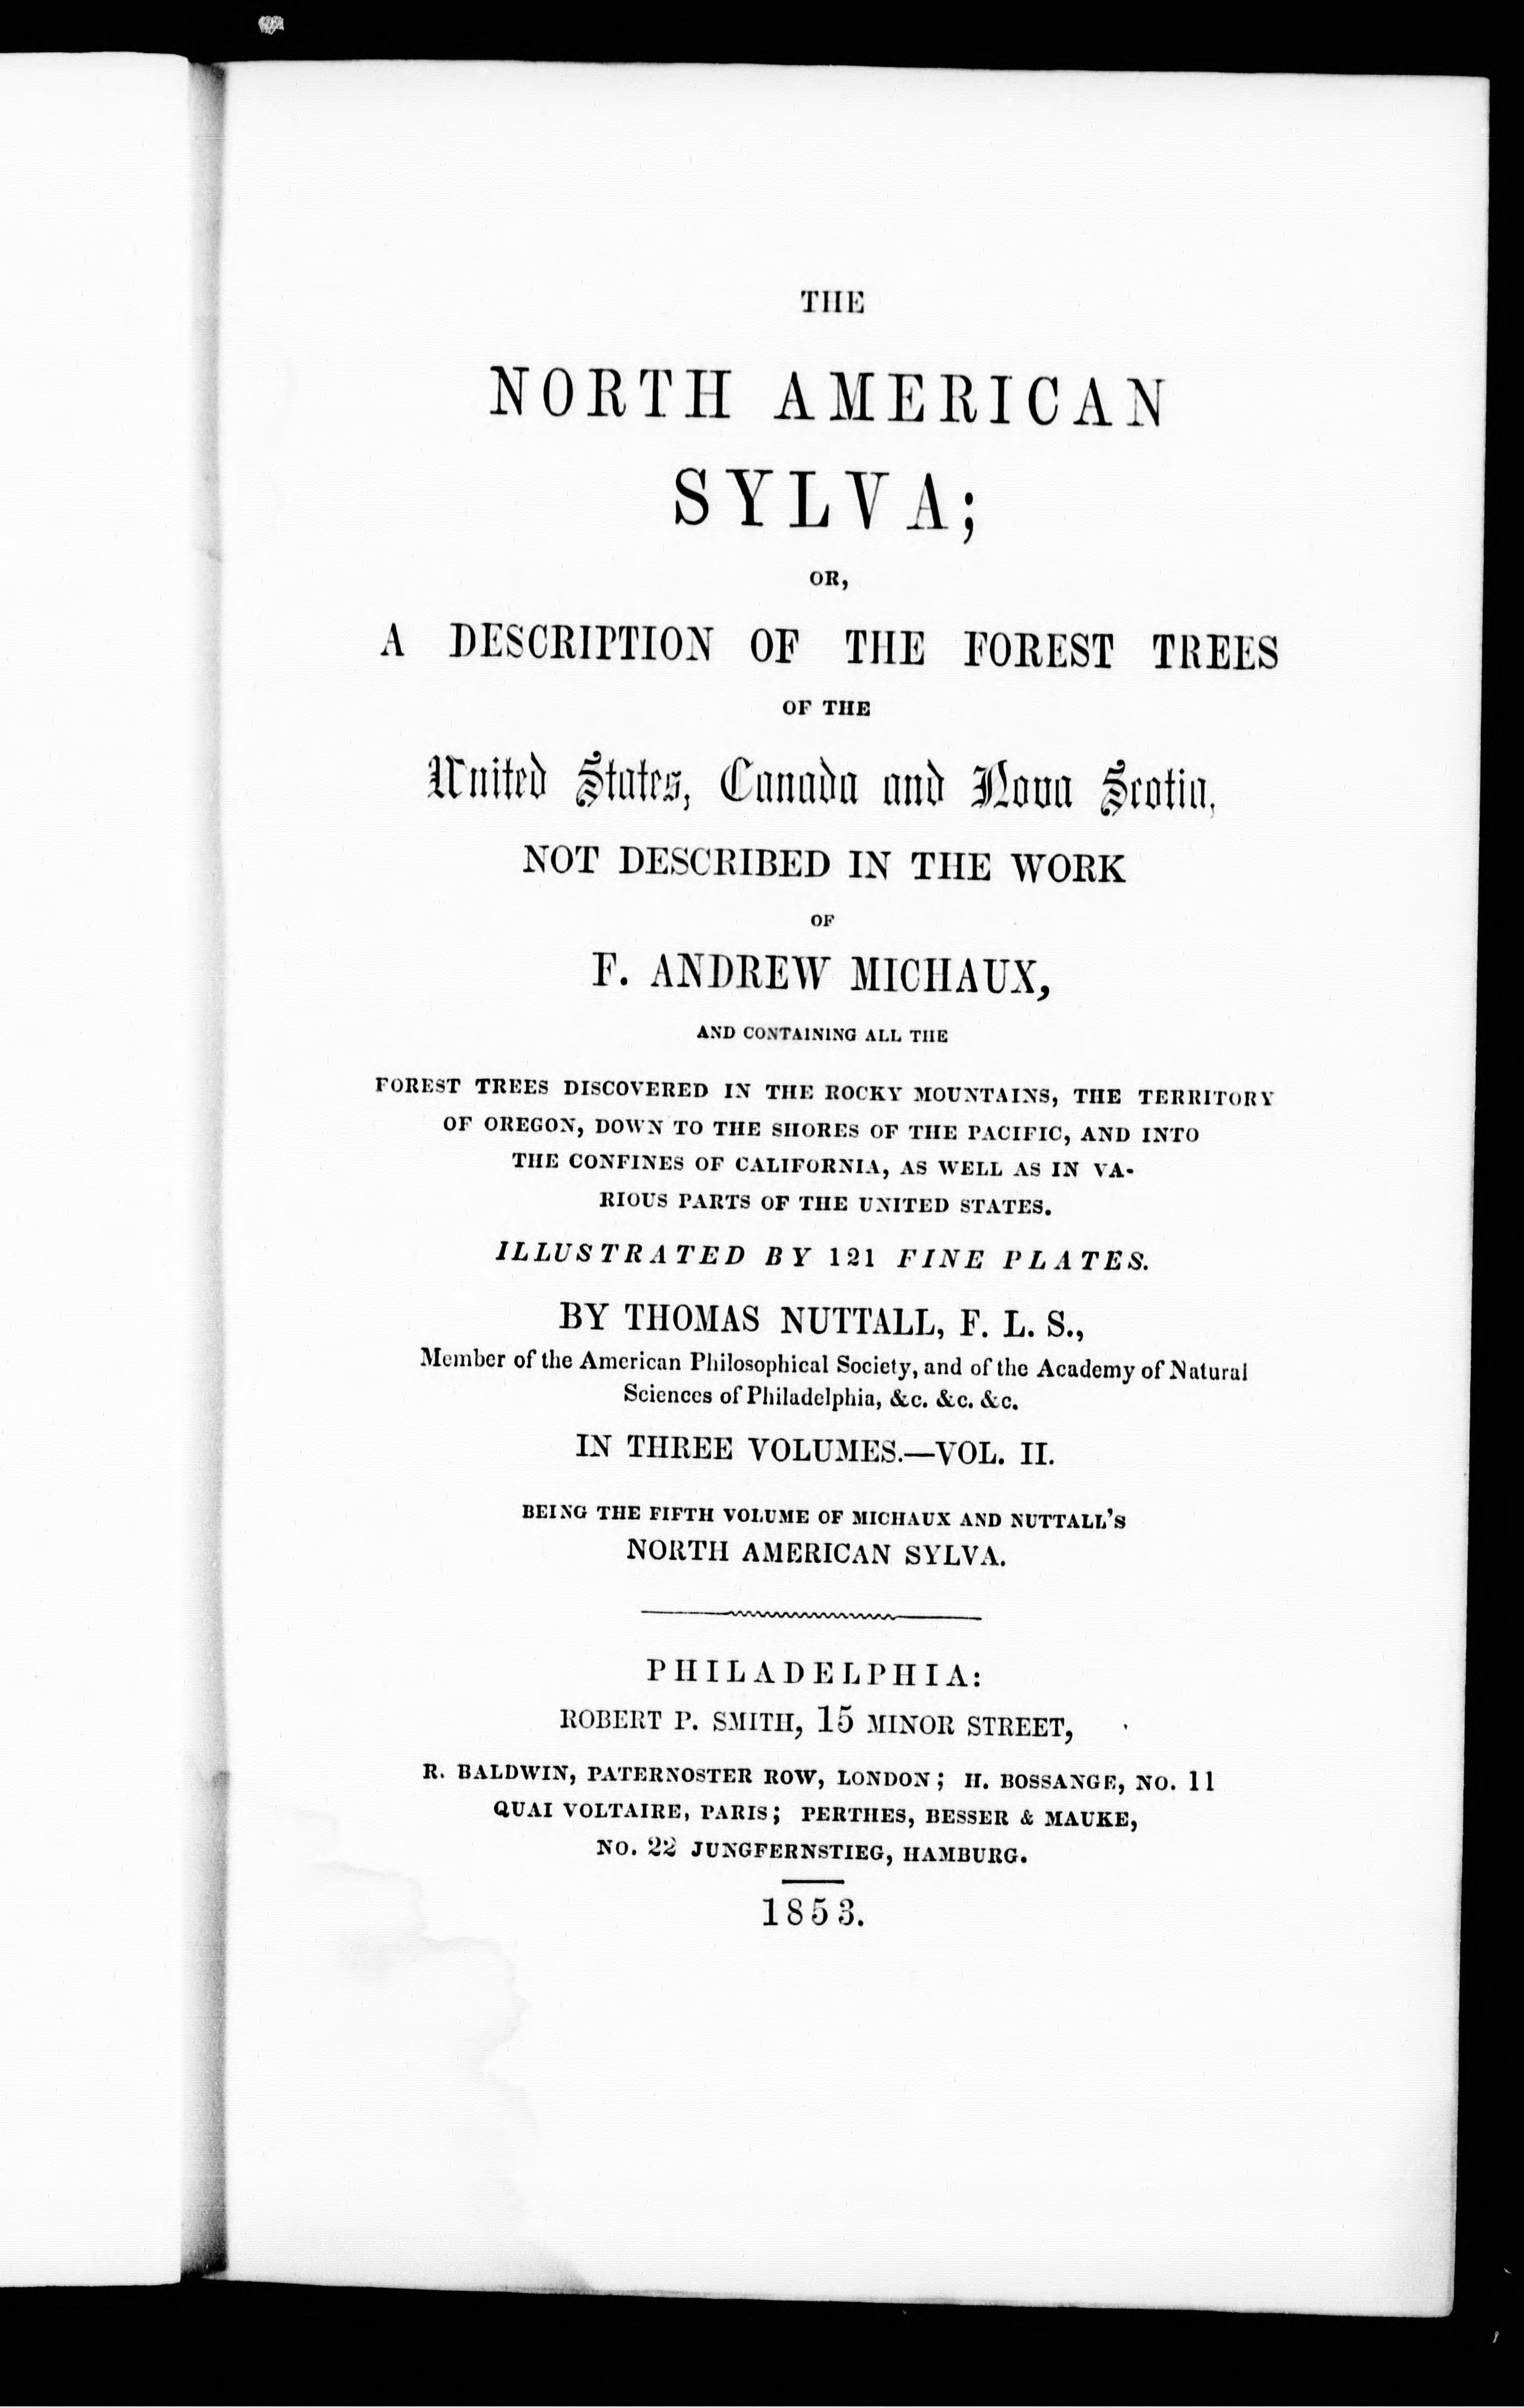 THE
NORTH AMERICAN
SYLVA;
OR,
A DESCRIPTION OF THE FOREST TREES
OF THE
United States, Canada and Nova Scotia,
NOT DESCRIBED IN THE WORK
OF
F. ANDREW MICHAUX,
AND CONTAINING ALL THE
FOREST TREES DISCOVERED IN THE ROCKY MOUNTAINS, THE TERRITORY
OF OREGON, DOWN TO THE SHORES OF THE PACIFIC, AND INTO
THE CONFINES OF CALIFORNIA, AS WELL AS IN VA-
RIOUS PARTS OF THE UNITED STATES.
ILLUSTRATED BY 121 FINE PLATES.
BY THOMAS NUTTALL, F. L. S.,
Member of the American Philosophical Society, and of the Academy of Natural
Sciences of Philadelphia, &c. &c. &c.
IN THREE VOLUMES.—VOL. II.
BEING THE FIFTH VOLUME OF MICHAUX AND NUTTALL'S
NORTH AMERICAN SYLVA.
PHILADELPHIA:
ROBERT P. SMITH, 15 MINOR STREET,
R. BALDWIN, PATERNOSTER ROW, LONDON; H. BOSSANGE, NO. 11
QUAI VOLTAIRE, PARIS; PERTHES, BESSER & MAUKE,
NO. 22 JUNGFERNSTIEG, HAMBURG.
1853.